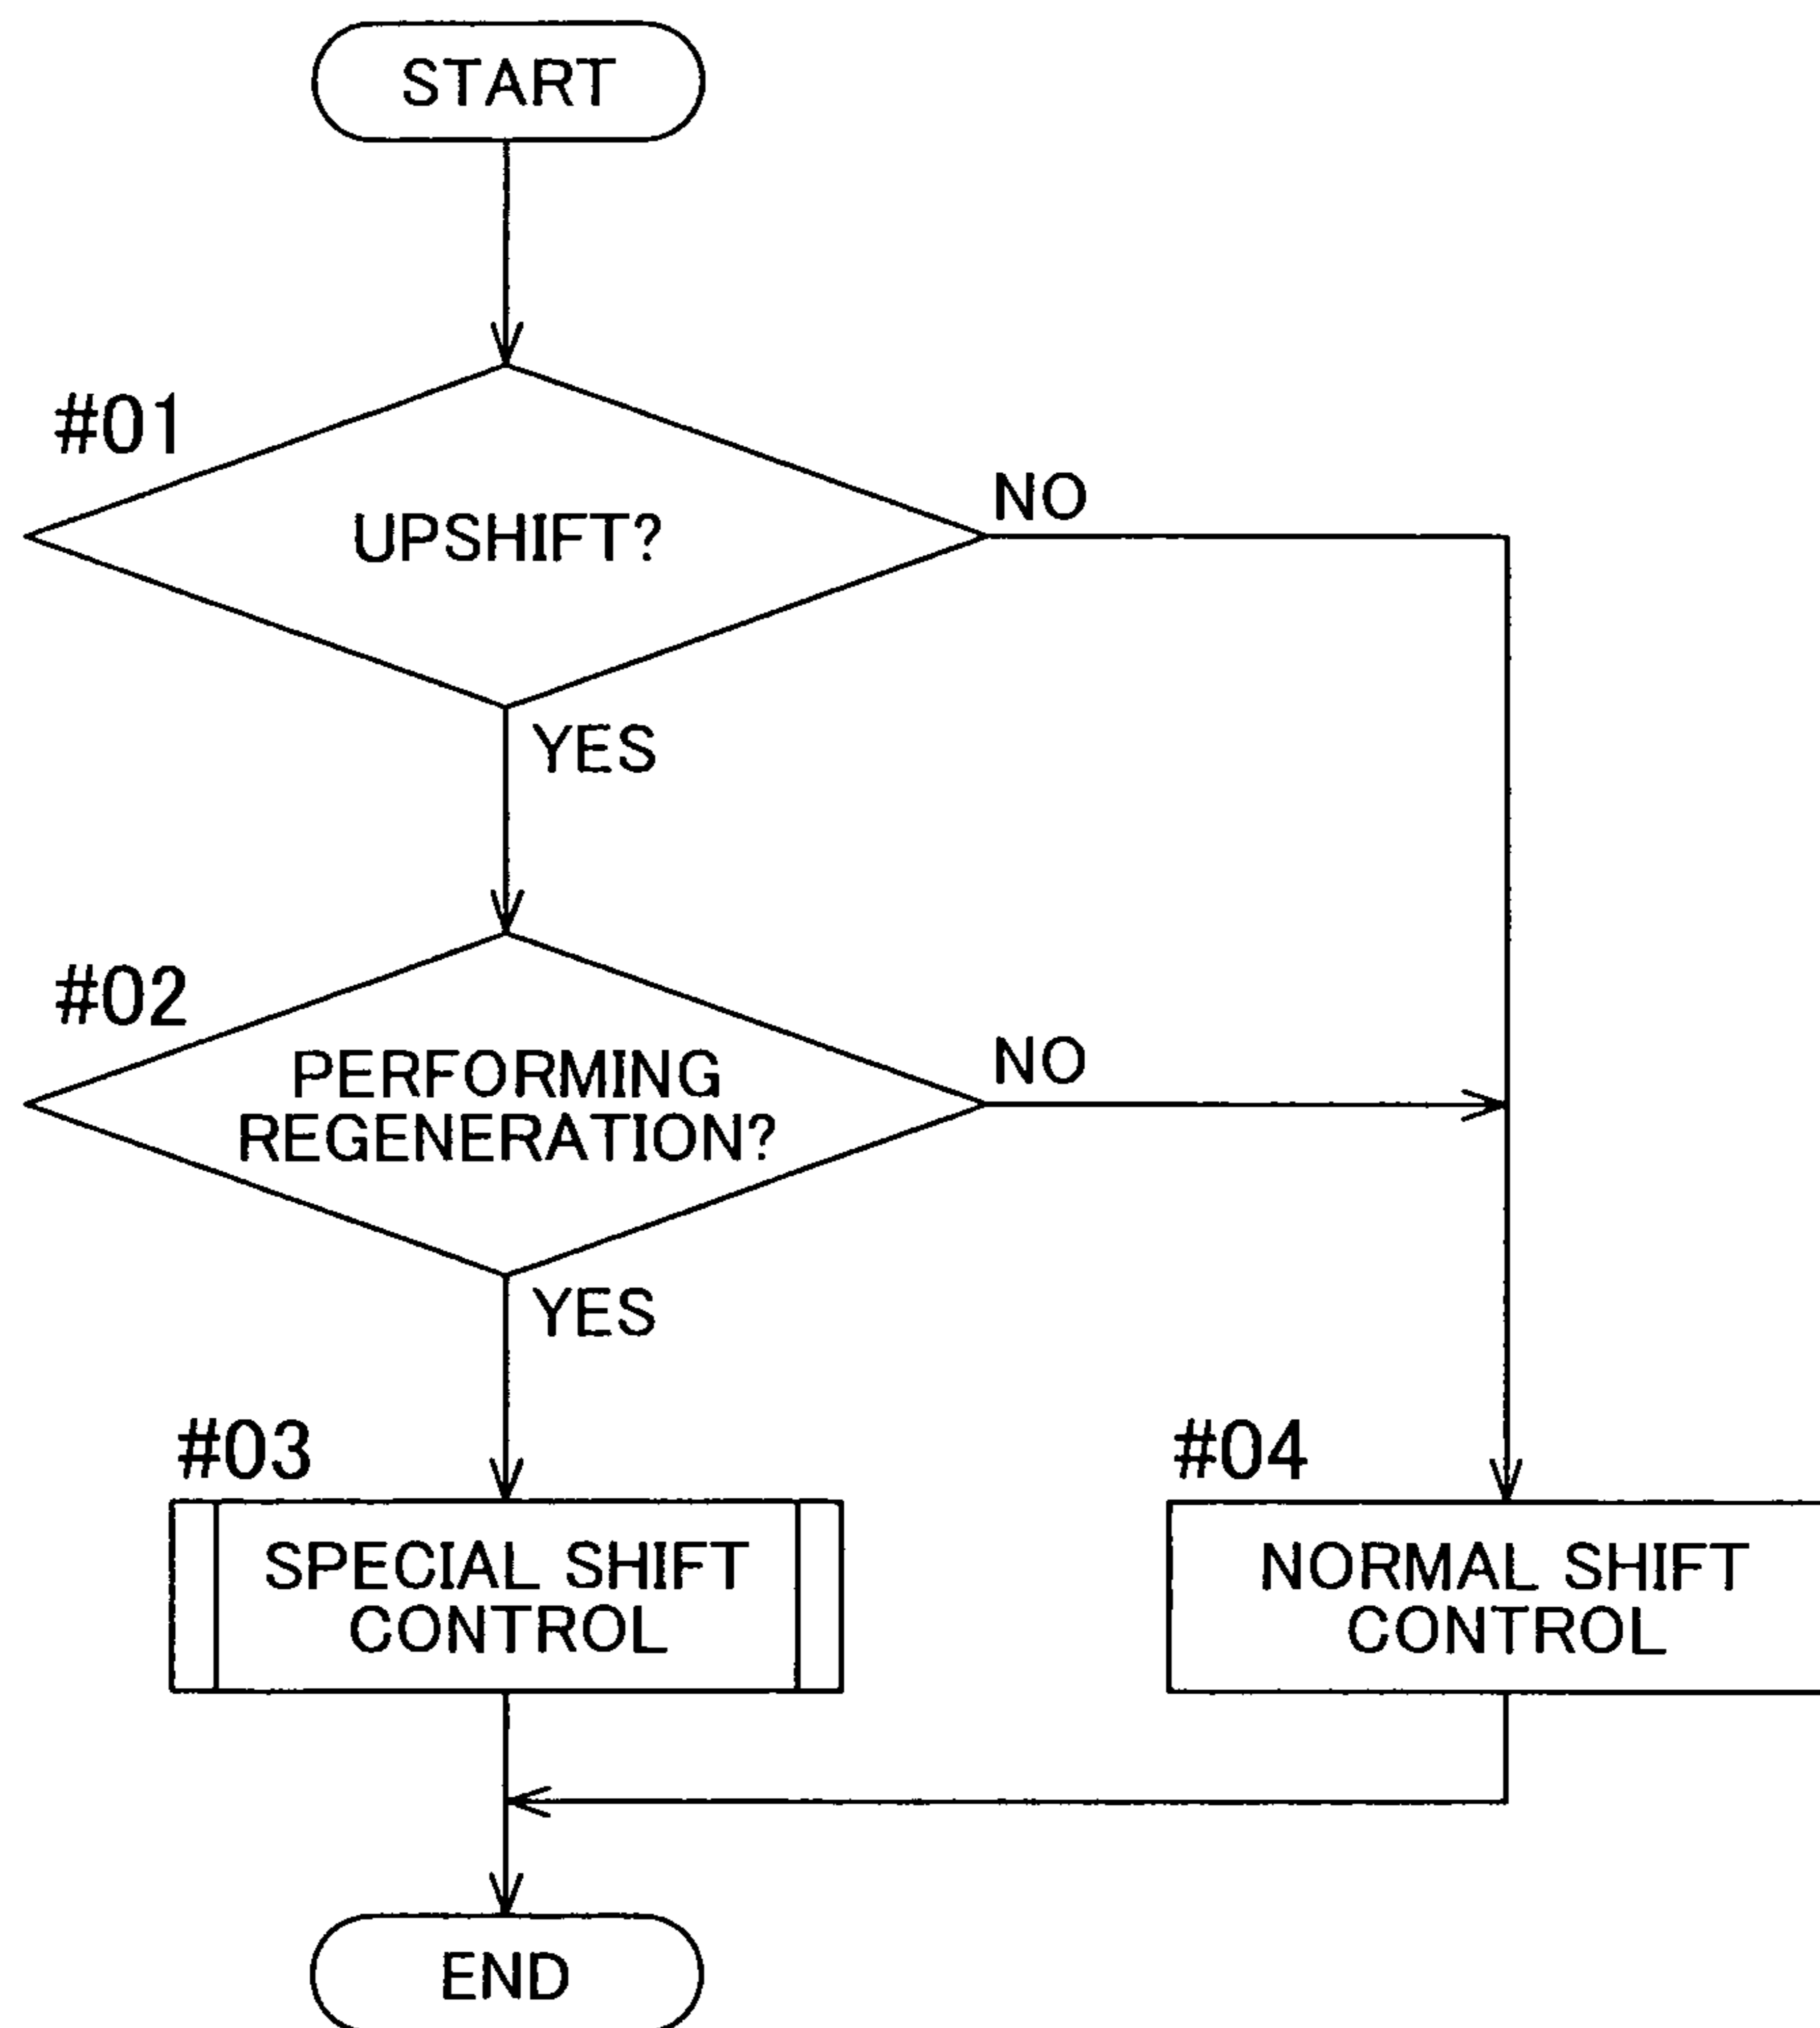 START
#01
UPSHIFT?
NO
YES
#02
PERFORMING
REGENERATION?
NO
YES
#03
SPECIAL SHIFT
CONTROL
#04
NORMAL SHIFT
CONTROL
END